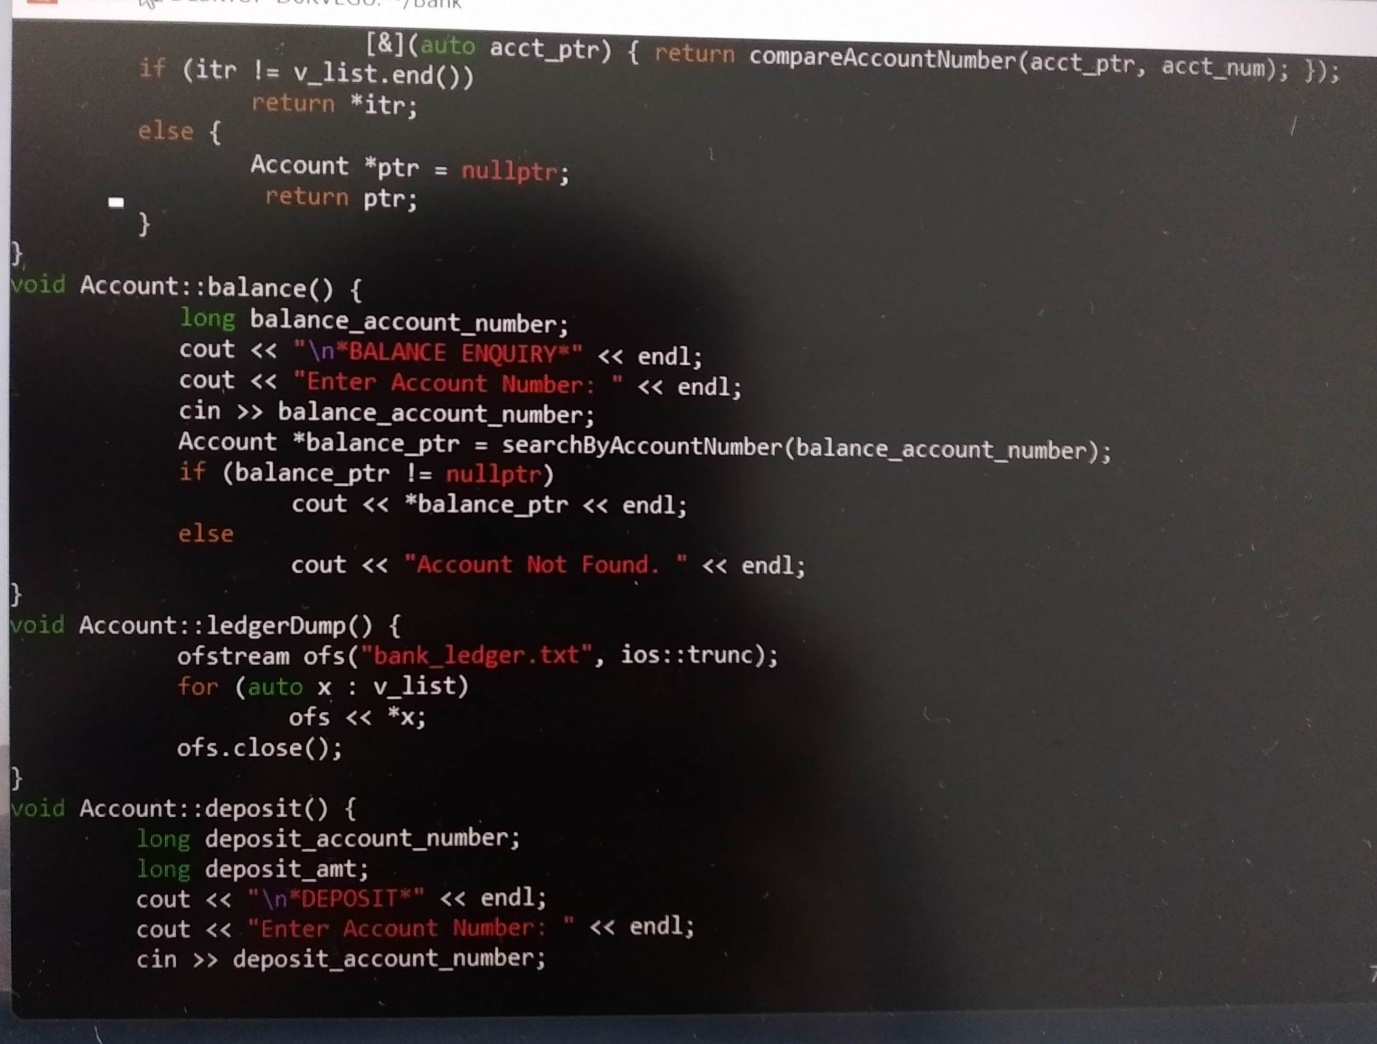 /Bank
[&](auto acct_ptr) { return compareAccountNumber(acct_ptr, acct_num); });
if (itr != v_list.end())
return *itr;
else {
Account *ptr = nullptr;
return ptr;
}
}
void Account::balance() {
long balance_account_number;
cout << "\n*BALANCE ENQUIRY*" << endl;
cout << "Enter Account Number: " << endl;
cin >> balance_account_number;
Account *balance_ptr = searchByAccountNumber(balance_account_number);
if (balance_ptr != nullptr)
cout << *balance_ptr << endl;
else
cout << "Account Not Found. " << endl;
}
void Account::ledgerDump() {
ofstream ofs("bank_ledger.txt", ios::trunc);
for (auto x : v_list)
ofs << *x;
ofs.close();
}
void Account::deposit() {
long deposit_account_number;
long deposit_amt;
cout << "\n*DEPOSIT*" << endl;
cout << "Enter Account Number: " << endl;
cin >> deposit_account_number;